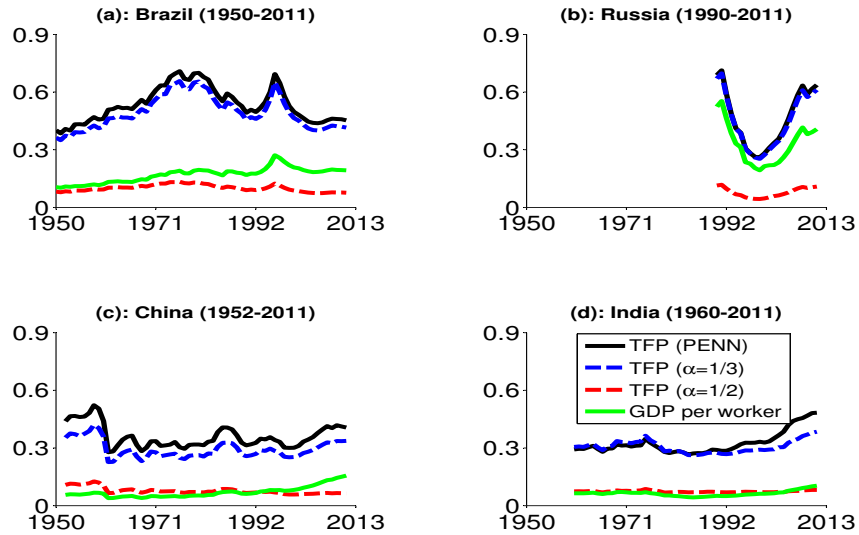 (a): Brazil (1950-2011)
0.9
0.6
0.3
0
1950 1971 1992 2013
(b): Russia (1990-2011)
0.9
0.6
0.3
0
1950 1971 1992 2013
(c): China (1952-2011)
0.9
0.6
0.3
0
1950 1971 1992 2013
(d): India (1960-2011)
0.9
0.6
0.3
0
1950 1971 1992 2013
TFP (PENN)
TFP (α=1/3)
TFP (α=1/2)
GDP per worker